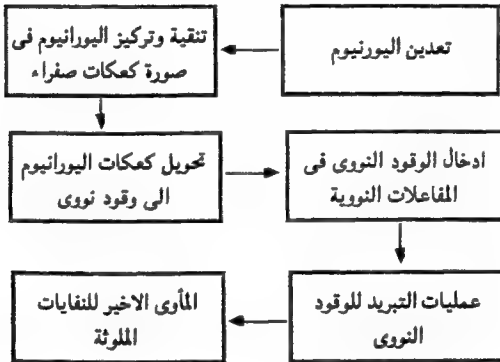 تعدين اليورنيوم
تنقية وتركيز اليورانيوم فى
صورة كعكات صفراء
تحويل كعكات اليورانيوم
الى وقود نووى
ادخال الوقود النووى فى
المفاعلات النووية
عمليات التبريد للوقود
النووى
المأوى الاخير للنفايات
الملوثة